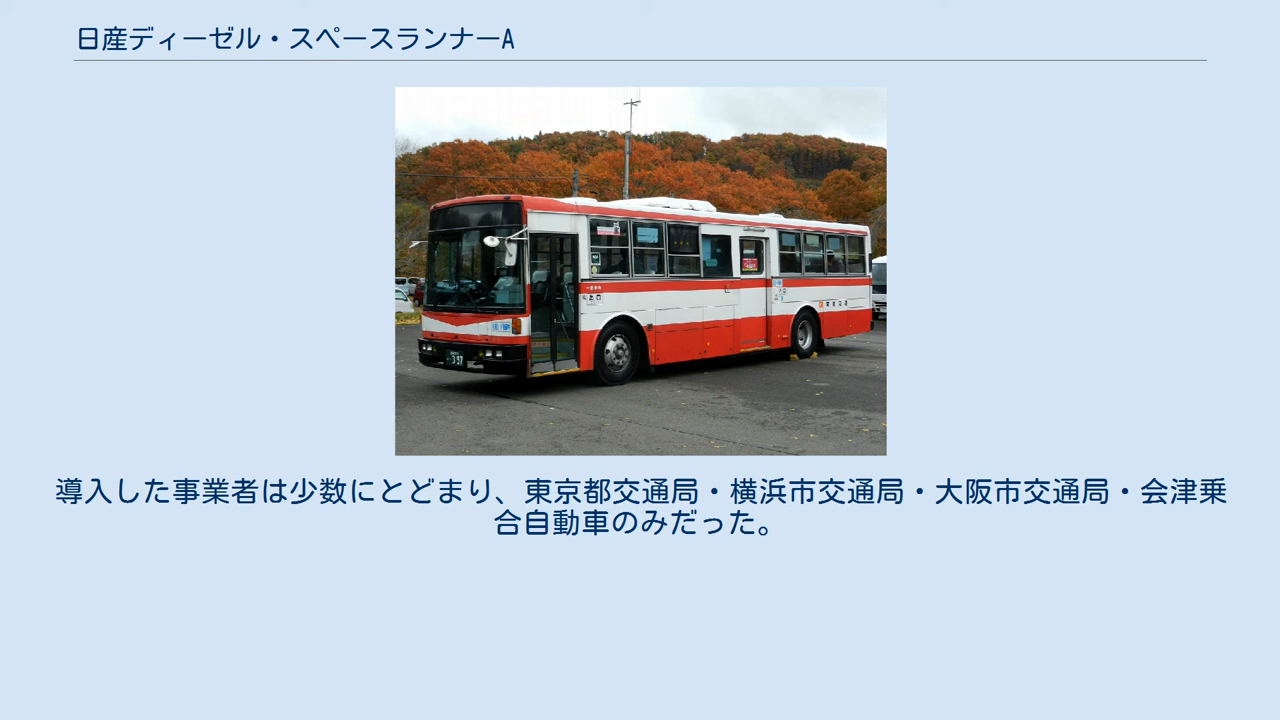 日産ディーゼル・スペースランナーA
導入した事業者は少数にとどまり、東京都交通局・横浜市交通局・大阪市交通局・会津乗
合自動車のみだった。